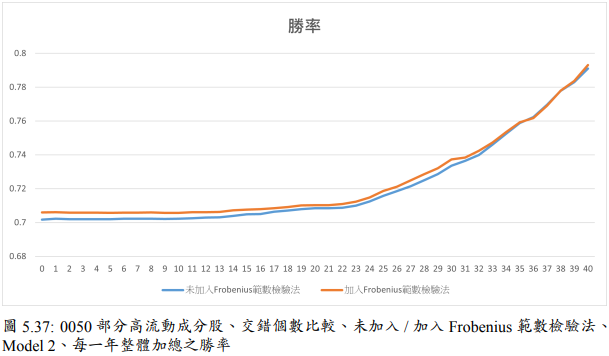 勝率
0.8
0.78
0.76
0.74
0.72
0.7
0.68
0 1 2 3 4 5 6 7 8 9 10 11 12 13 14 15 16 17 18 19 20 21 22 23 24 25 26 27 28 29 30 31 32 33 34 35 36 37 38 39 40
未加入Frobenius範數檢驗法 加入Frobenius範數檢驗法
圖 5.37: 0050 部分高流動成分股、交錯個數比較、未加入 / 加入 Frobenius 範數檢驗法、
Model 2、每一年整體加總之勝率